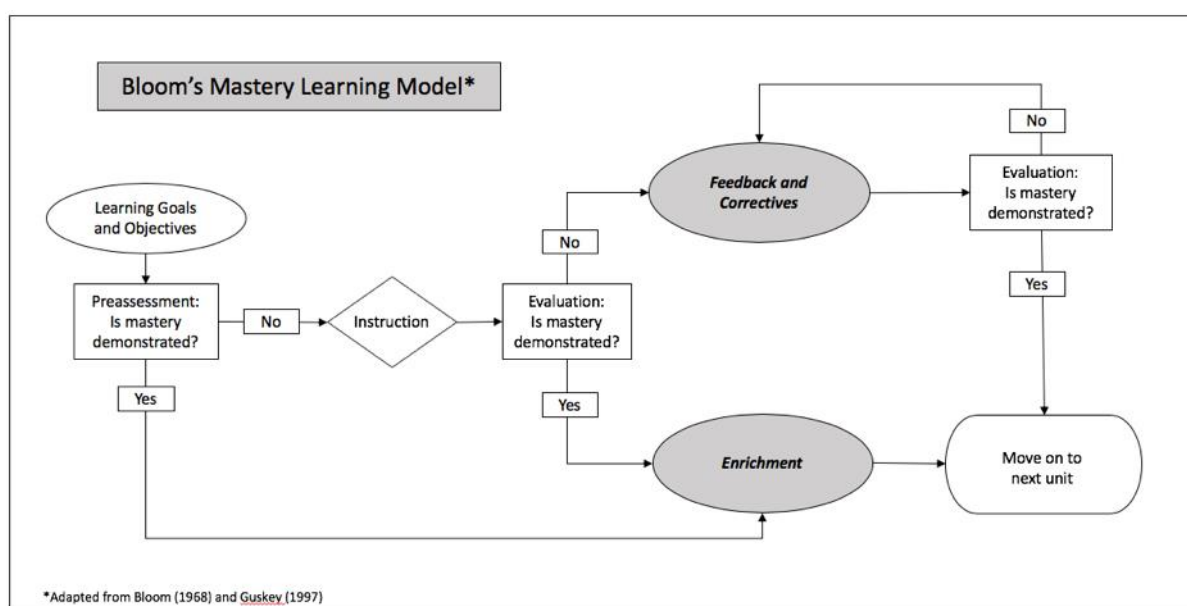 Bloom’s Mastery Learning Model*
Learning Goals
and Objectives
Preassessment:
Is mastery
demonstrated?
No
Yes
Instruction
Evaluation:
Is mastery
demonstrated?
No
Yes
Feedback and
Correctives
Enrichment
Evaluation:
Is mastery
demonstrated?
No
Yes
Move on to
next unit
*Adapted from Bloom (1968) and Guskey (1997)